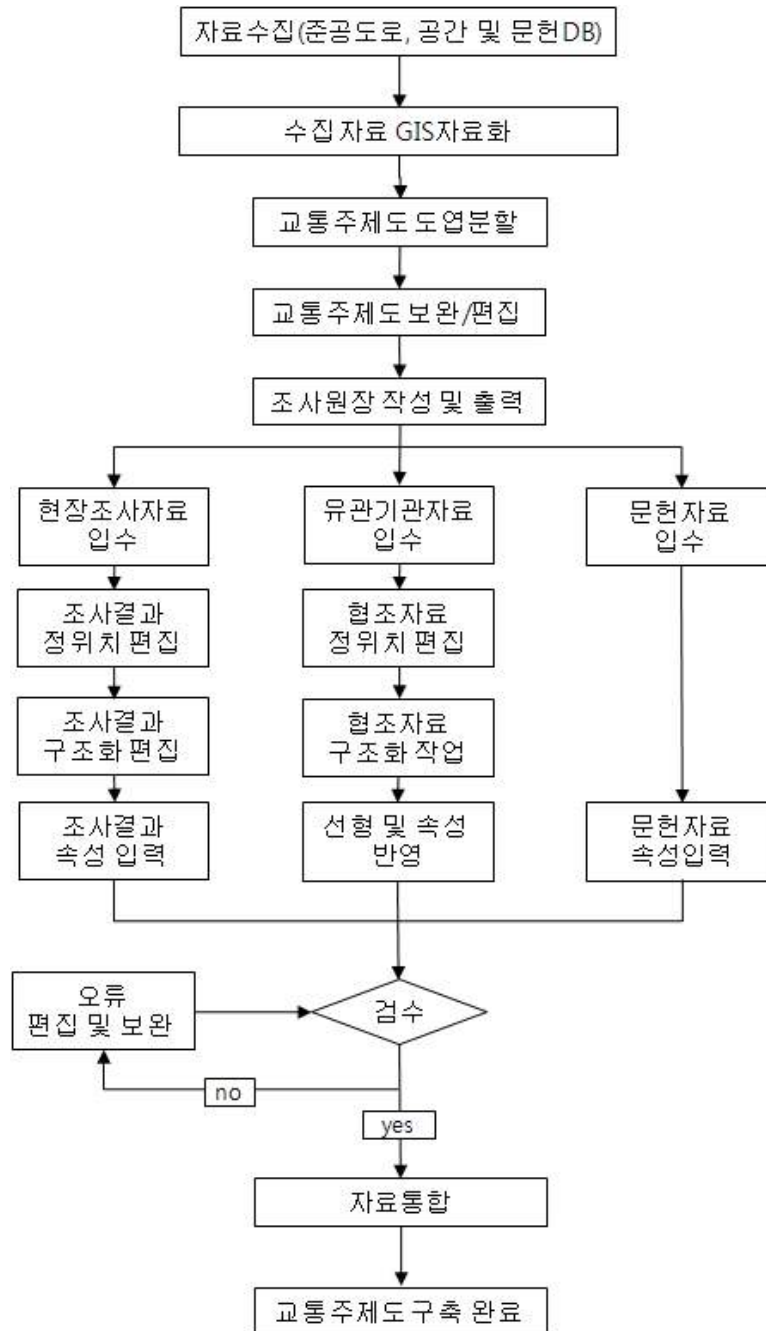 자료수집(준공도로, 공간 및 문헌DB)
수집 자료 GIS자료화
교통주제도 도엽분할
교통주제도 보완/편집
조사원장 작성 및 출력
현장조사자료
입수
유관기관자료
입수
문헌자료
입수
조사결과
정위치 편집
협조자료
정위치 편집
조사결과
구조화 편집
협조자료
구조화 작업
조사결과
속성 입력
선형 및 속성
반영
문헌자료
속성입력
오류
편집 및 보완
검수
no
yes
자료통합
교통주제도 구축 완료